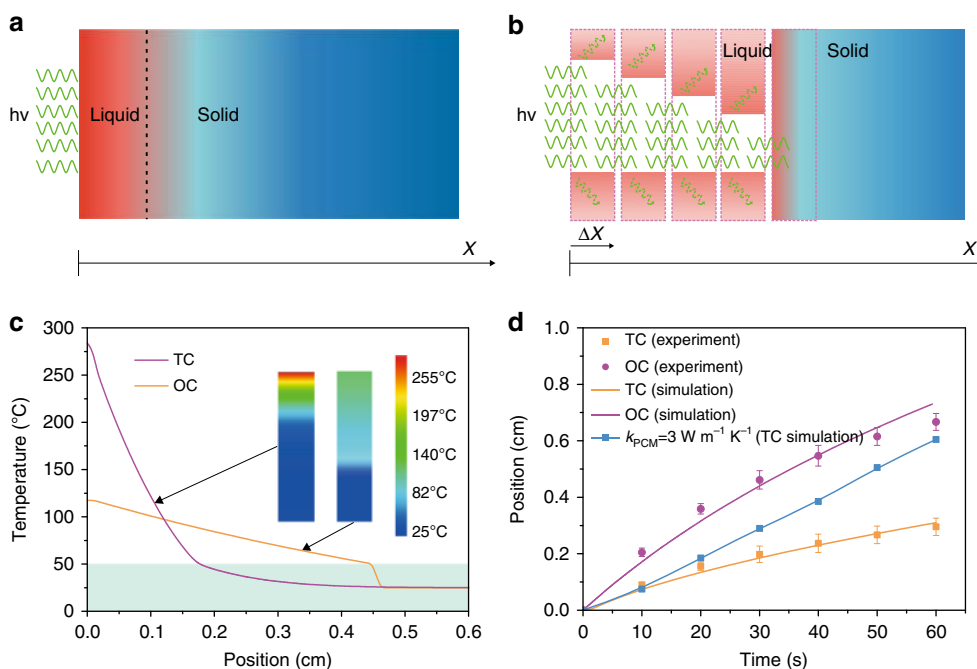 a
hv
Liquid
Solid
X
b
hv
Liquid
Solid
ΔX
X
c
300
250
200
150
100
50
0
Temperature (°C)
TC
OC
255°C
197°C
140°C
82°C
25°C
0.0 0.1 0.2 0.3 0.4 0.5 0.6
Position (cm)
d
1.0
0.8
0.6
0.4
0.2
0.0
Position (cm)
TC (experiment)
OC (experiment)
TC (simulation)
OC (simulation)
kPCM=3 W m⁻¹ K⁻¹ (TC simulation)
0 10 20 30 40 50 60
Time (s)